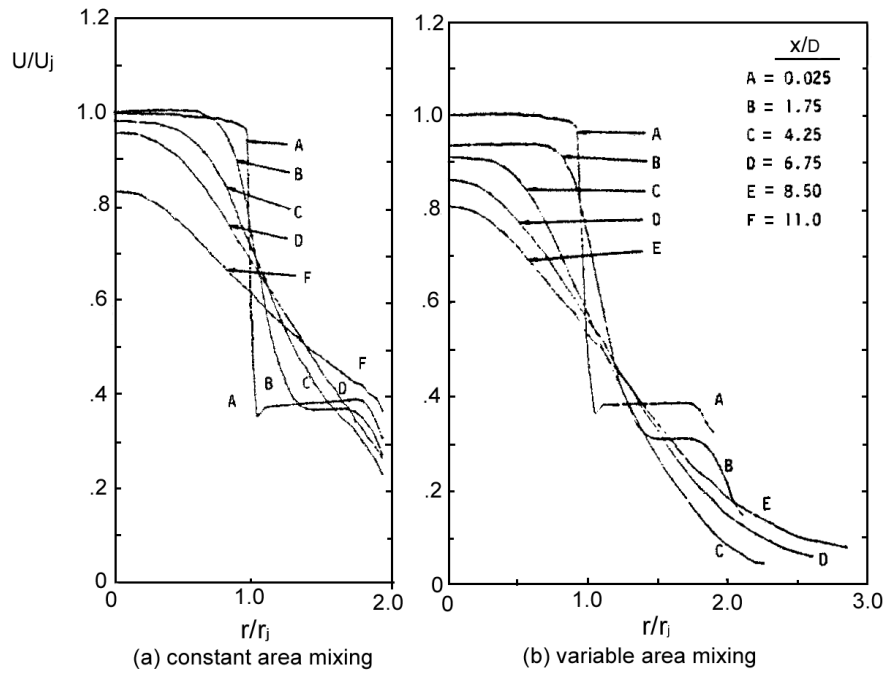 U/Uj
1.2
1.0
.8
.6
.4
.2
0
A
B
C
D
F
A
B
C
D
F
0
1.0
2.0
r/rj
(a) constant area mixing
1.2
1.0
.8
.6
.4
.2
0
x/D
A = 0.025
B = 1.75
C = 4.25
D = 6.75
E = 8.50
F = 11.0
A
B
C
D
E
A
B
E
C
D
0
1.0
2.0
3.0
r/rj
(b) variable area mixing